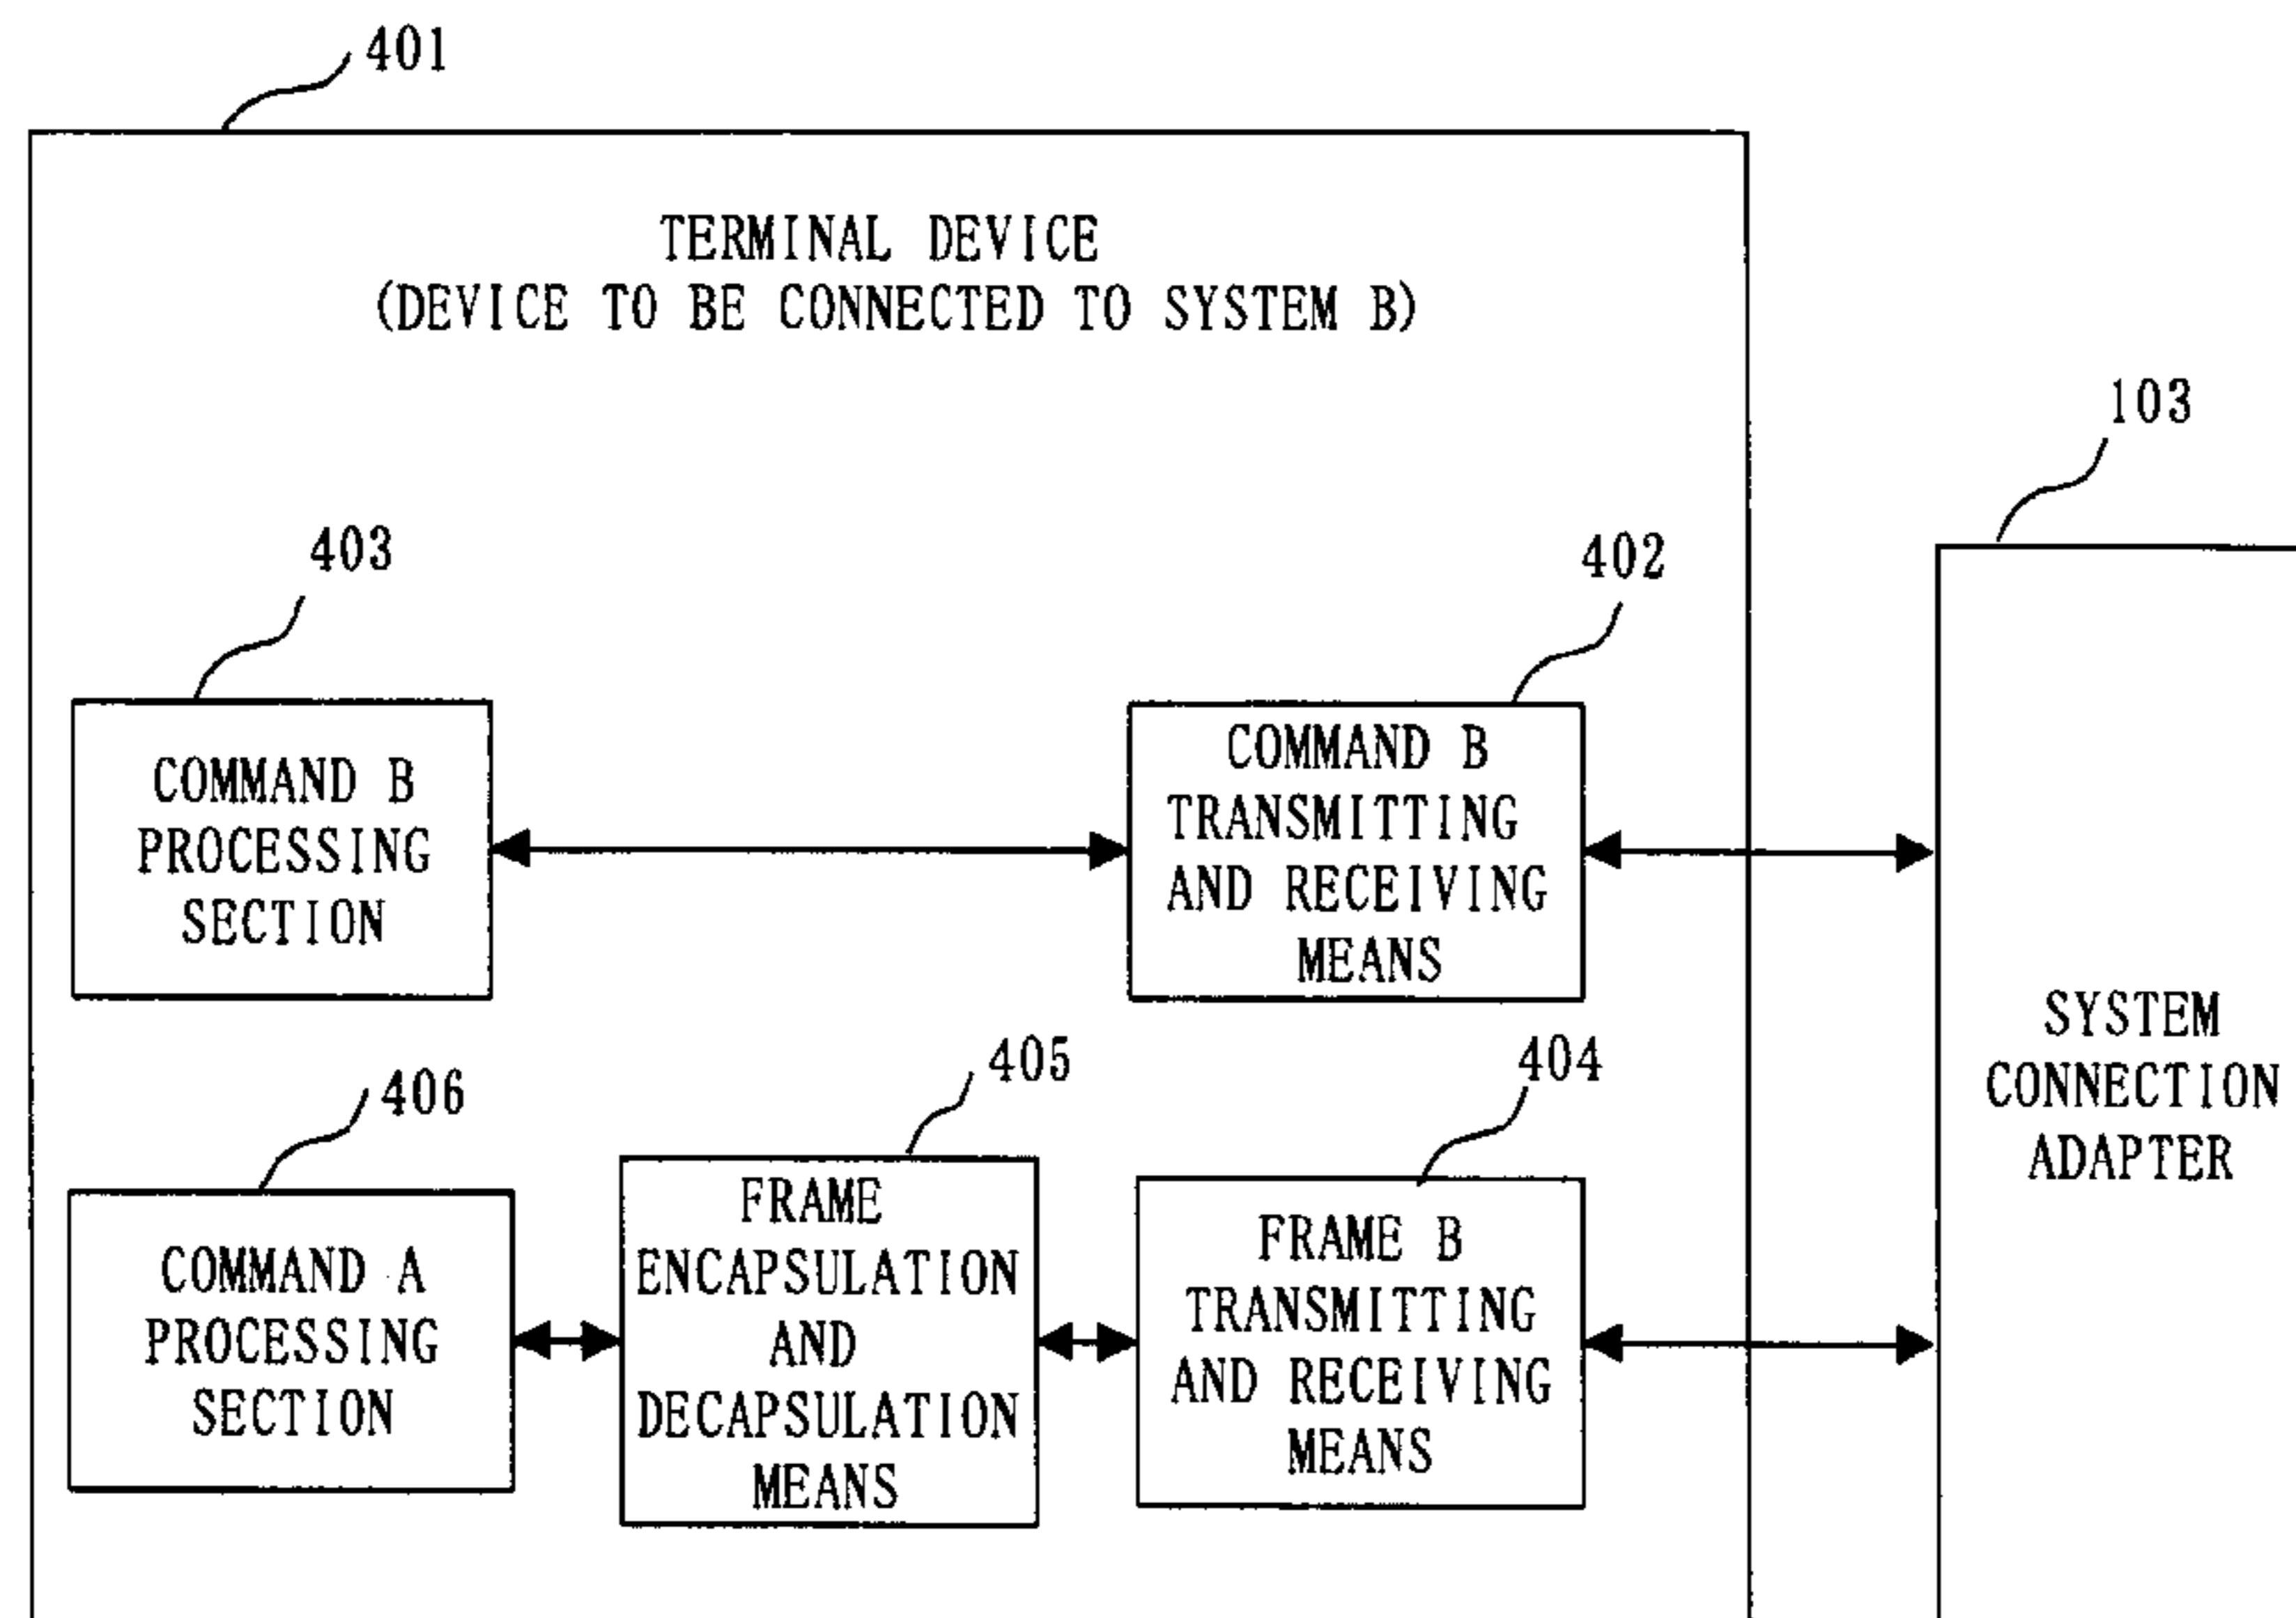 401
TERMINAL DEVICE
(DEVICE TO BE CONNECTED TO SYSTEM B)
103
403
402
COMMAND B
PROCESSING
SECTION
COMMAND B
TRANSMITTING
AND RECEIVING
MEANS
SYSTEM
CONNECTION
ADAPTER
406
405
404
COMMAND A
PROCESSING
SECTION
FRAME
ENCAPSULATION
AND
DECAPSULATION
MEANS
FRAME B
TRANSMITTING
AND RECEIVING
MEANS